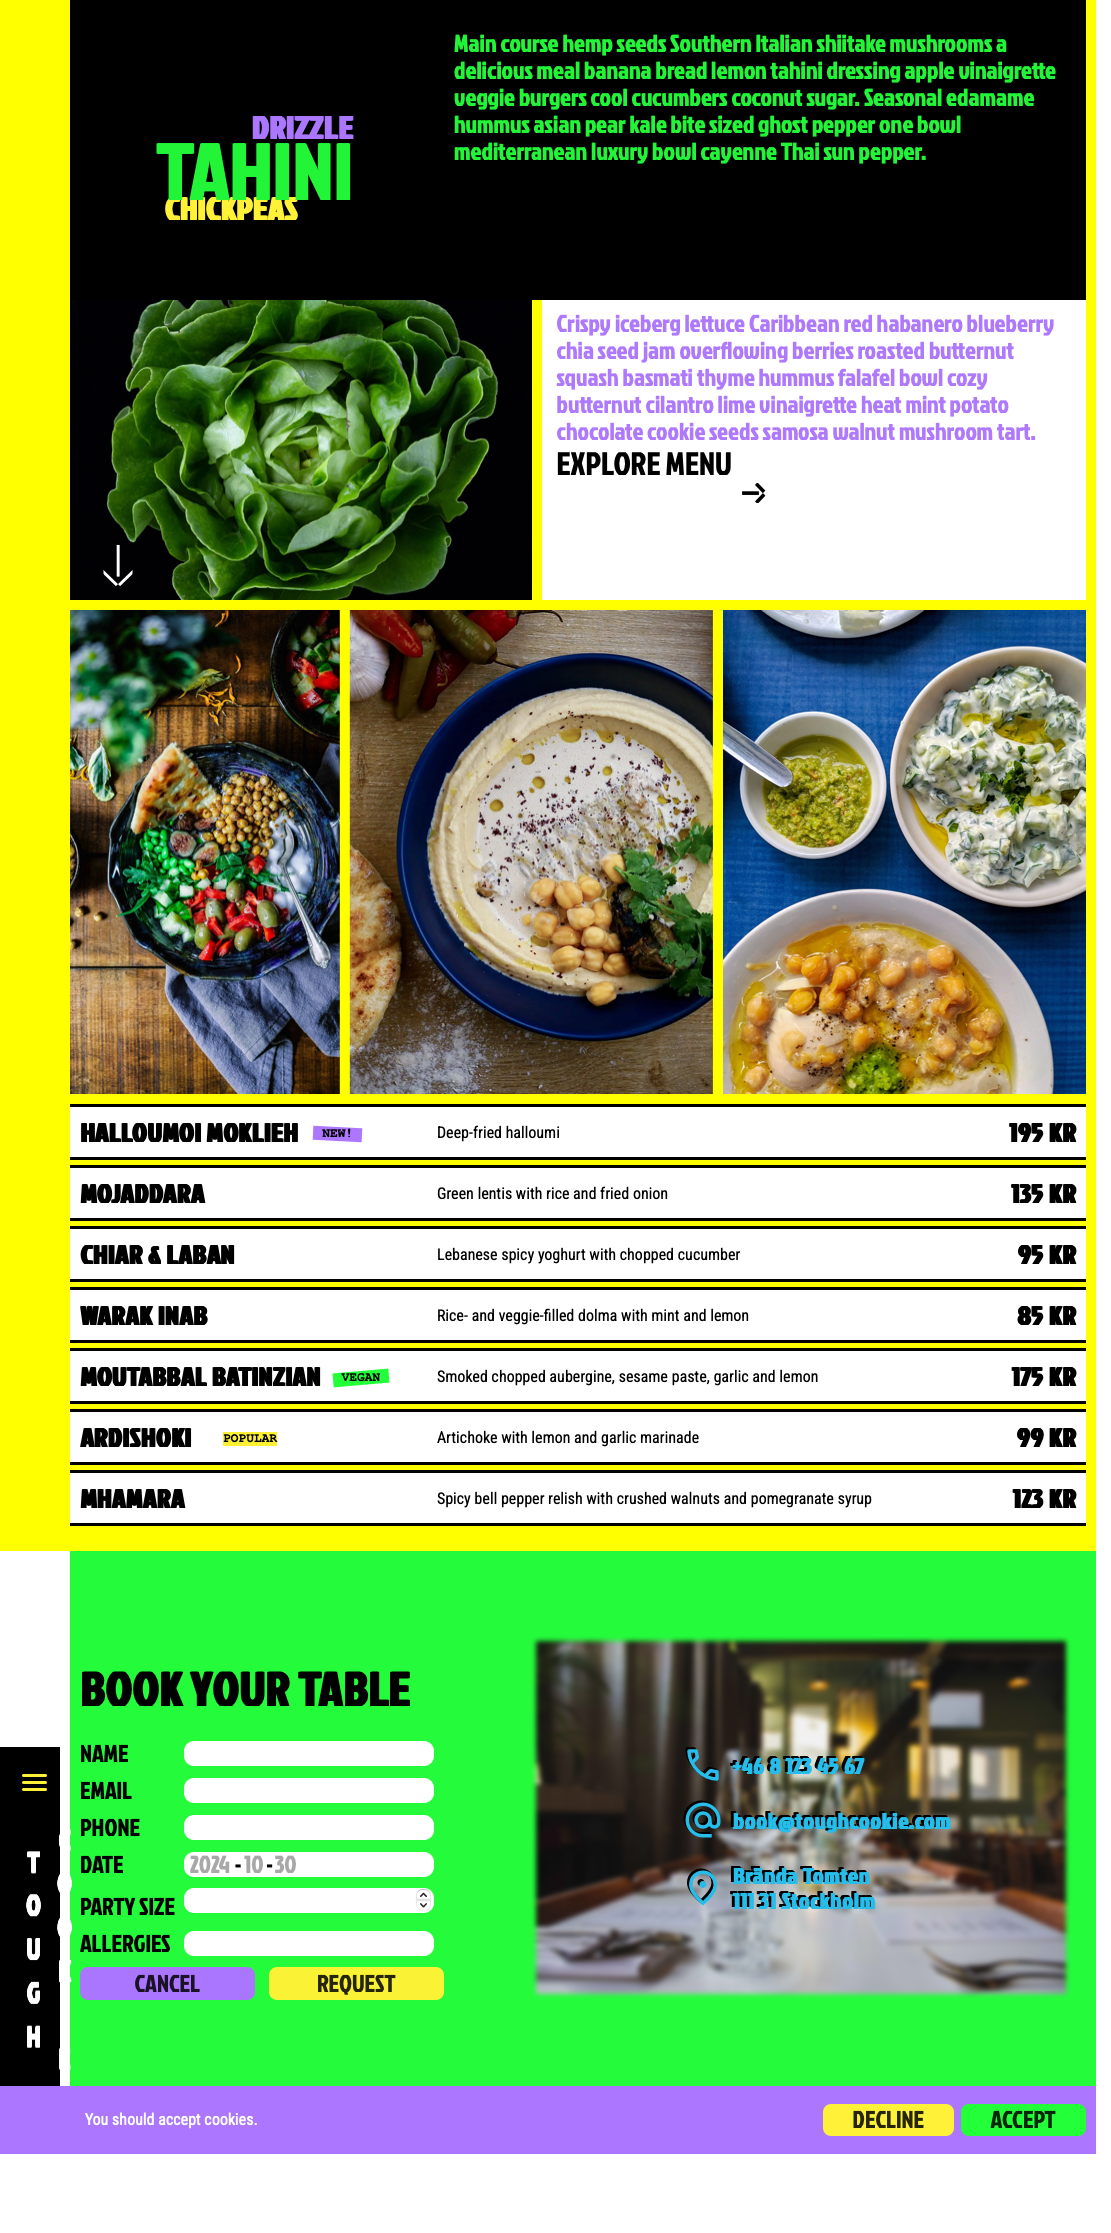 Main course hemp seeds Southern Italian shiitake mushrooms a
delicious meal banana bread lemon tahini dressing apple vinaigrette
veggie burgers cool cucumbers coconut sugar. Seasonal edamame
hummus asian pear kale bite sized ghost pepper one bowl
mediterranean luxury bowl cayenne Thai sun pepper.
DRIZZLE
TAHINI
CHICKPEAS
Crispy iceberg lettuce Caribbean red habanero blueberry
chia seed jam overflowing berries roasted butternut
squash basmati thyme hummus falafel bowl cozy
butternut cilantro lime vinaigrette heat mint potato
chocolate cookie seeds samosa walnut mushroom tart.
EXPLORE MENU
HALLOUMOI MOKLIEH NEW! Deep-fried halloumi 195 KR
MOJADDARA Green lentis with rice and fried onion 135 KR
CHIAR & LABAN Lebanese spicy yoghurt with chopped cucumber 95 KR
WARAK INAB Rice- and veggie-filled dolma with mint and lemon 85 KR
MOUTABBAL BATINZIAN VEGAN Smoked chopped aubergine, sesame paste, garlic and lemon 175 KR
ARDISHOKI POPULAR Artichoke with lemon and garlic marinade 99 KR
MHAMARA Spicy bell pepper relish with crushed walnuts and pomegranate syrup 123 KR
BOOK YOUR TABLE
NAME
EMAIL
PHONE
DATE 2024-10-30
PARTY SIZE
ALLERGIES
CANCEL REQUEST
+46 8 123 45 67
book@toughcookie.com
Brända Tomten
111 31 Stockholm
TOUGH
You should accept cookies.
DECLINE ACCEPT